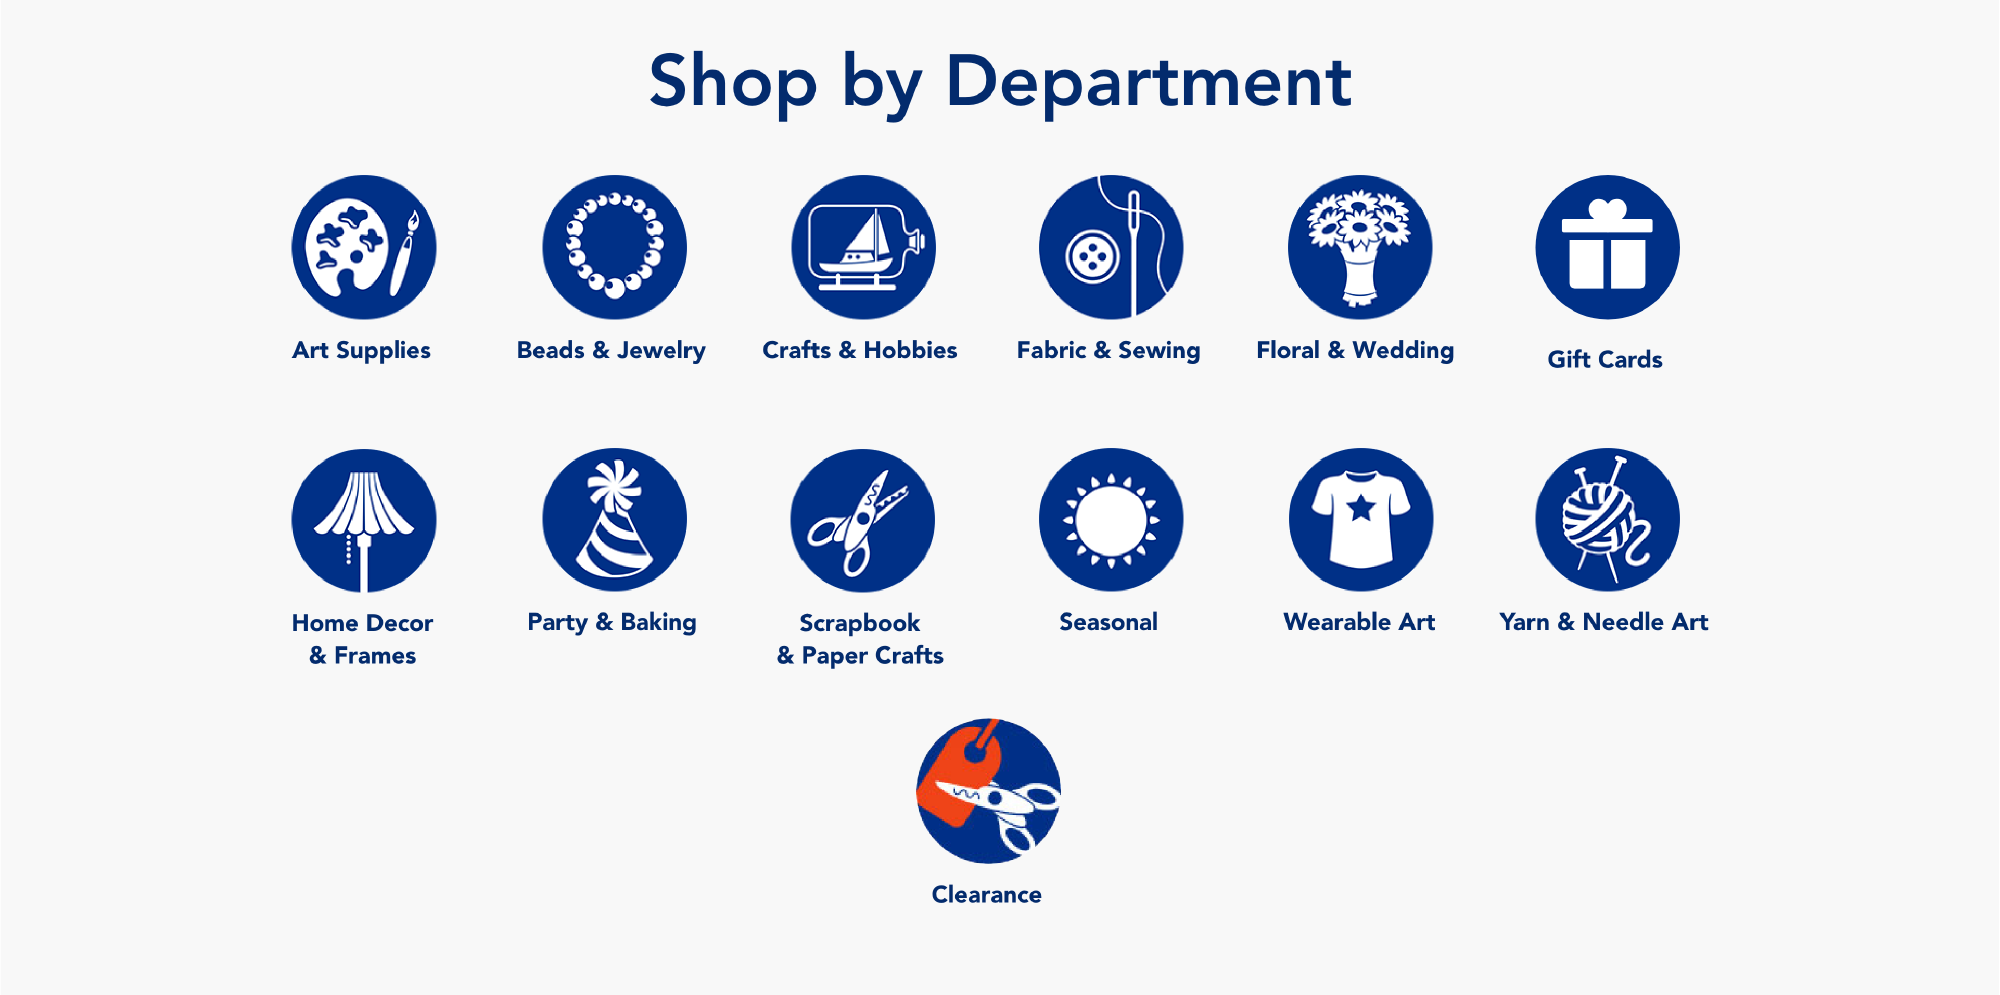 Shop by Department
Art Supplies
Beads & Jewelry
Crafts & Hobbies
Fabric & Sewing
Floral & Wedding
Gift Cards
Home Decor
& Frames
Party & Baking
Scrapbook
& Paper Crafts
Seasonal
Wearable Art
Yarn & Needle Art
Clearance